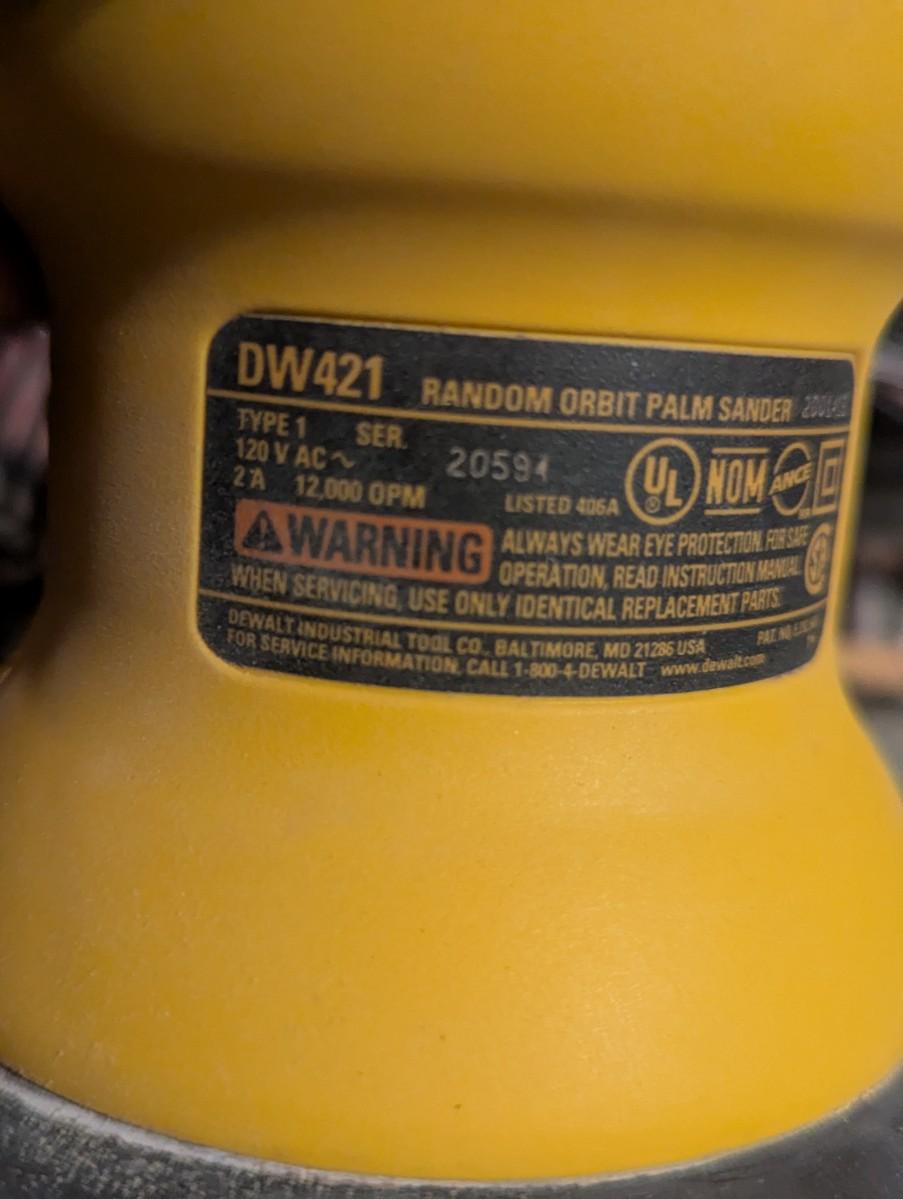 DW421 RANDOM ORBIT PALM SANDER
TYPE 1 SER. 20594
120 V AC ~
2 A 12,000 OPM
LISTED 406A UL NOM ANCE
WARNING ALWAYS WEAR EYE PROTECTION. FOR SAFE
OPERATION, READ INSTRUCTION MANUAL.
WHEN SERVICING, USE ONLY IDENTICAL REPLACEMENT PARTS.
DEWALT INDUSTRIAL TOOL CO., BALTIMORE, MD 21286 USA PAT. NO.
FOR SERVICE INFORMATION, CALL 1-800-4-DEWALT www.dewalt.com